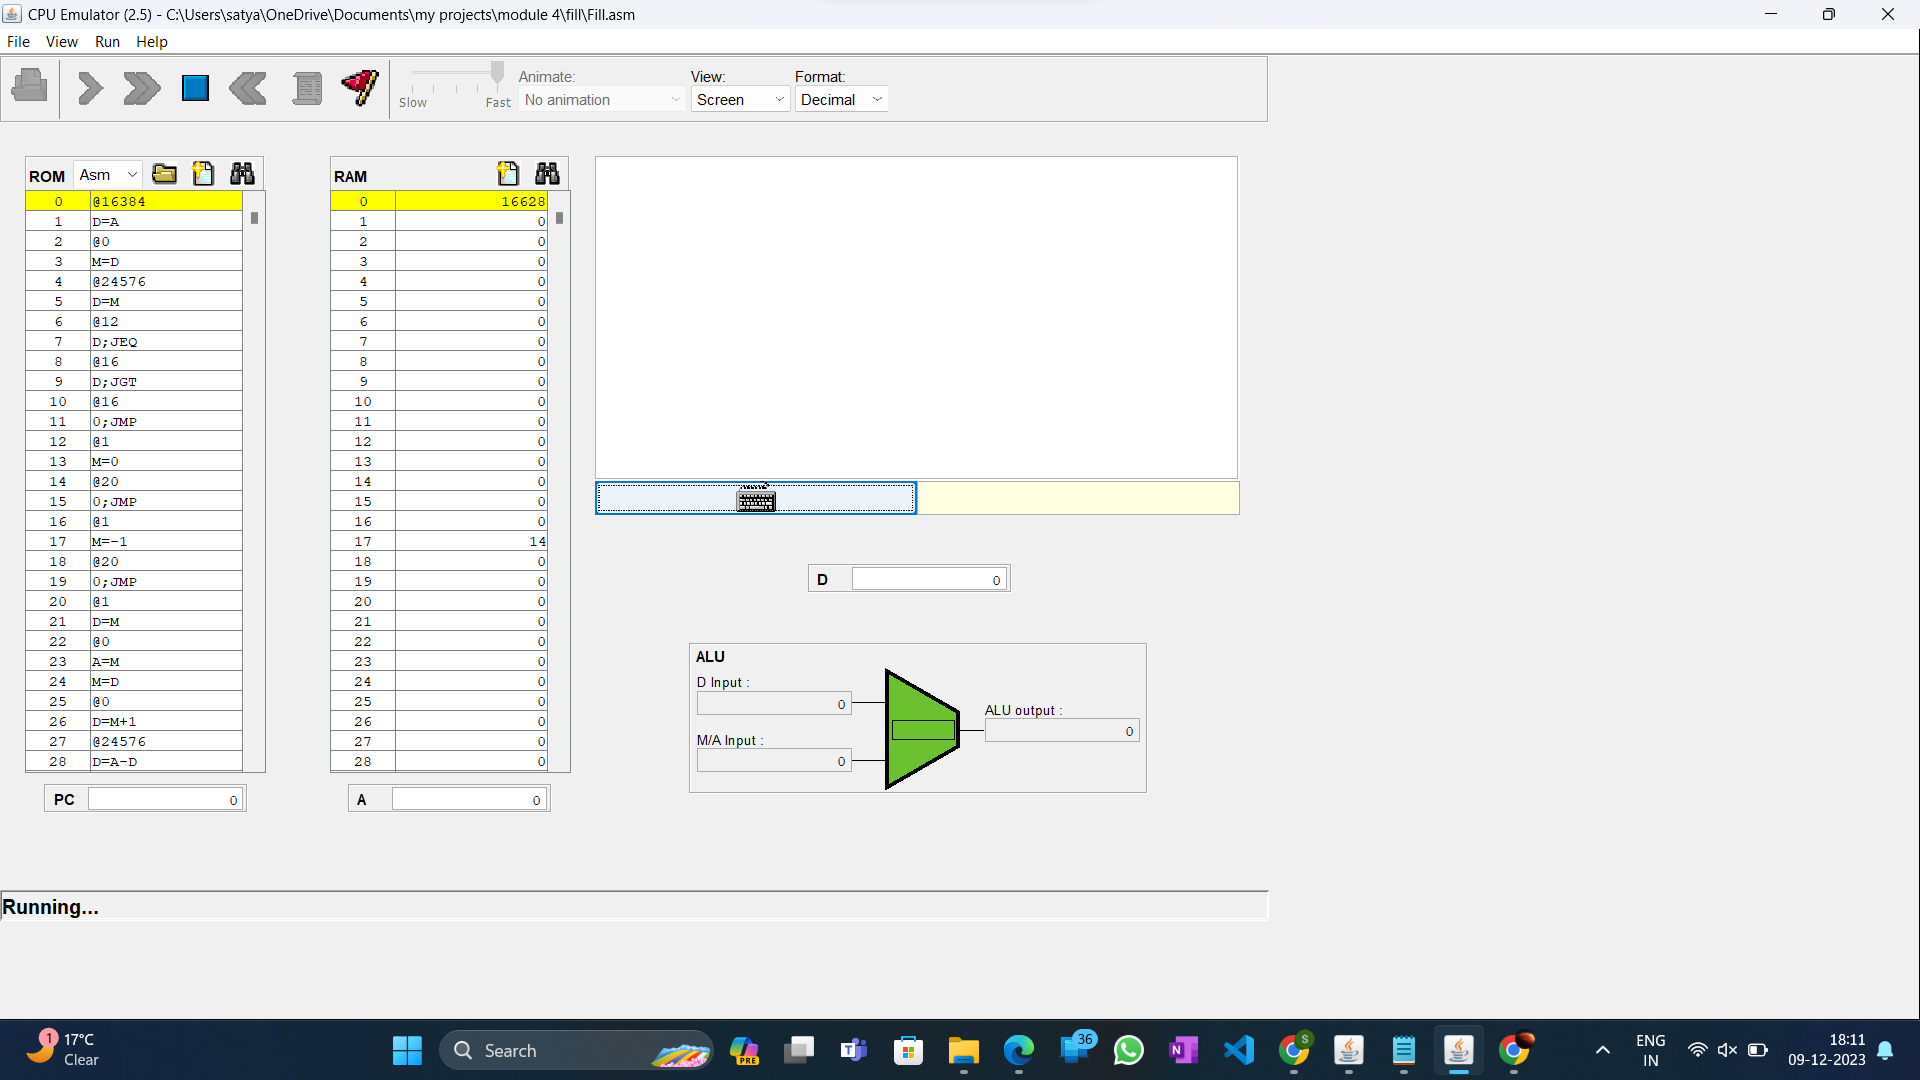 CPU Emulator (2.5) - C:\Users\satya\OneDrive\Documents\my projects\module 4\fill\Fill.asm
File View Run Help
Slow Fast
Animate:
No animation
View:
Screen
Format:
Decimal
ROM Asm
0 @16384
1 D=A
2 @0
3 M=D
4 @24576
5 D=M
6 @12
7 D;JEQ
8 @16
9 D;JGT
10 @16
11 0;JMP
12 @1
13 M=0
14 @20
15 0;JMP
16 @1
17 M=-1
18 @20
19 0;JMP
20 @1
21 D=M
22 @0
23 A=M
24 M=D
25 @0
26 D=M+1
27 @24576
28 D=A-D
PC 0
RAM
0 16628
1 0
2 0
3 0
4 0
5 0
6 0
7 0
8 0
9 0
10 0
11 0
12 0
13 0
14 0
15 0
16 0
17 14
18 0
19 0
20 0
21 0
22 0
23 0
24 0
25 0
26 0
27 0
28 0
A 0
D 0
ALU
D Input :
0
M/A Input :
0
ALU output :
0
Running...
1
17°C
Clear
Search
PRE
36
S
ENG
IN
18:11
09-12-2023